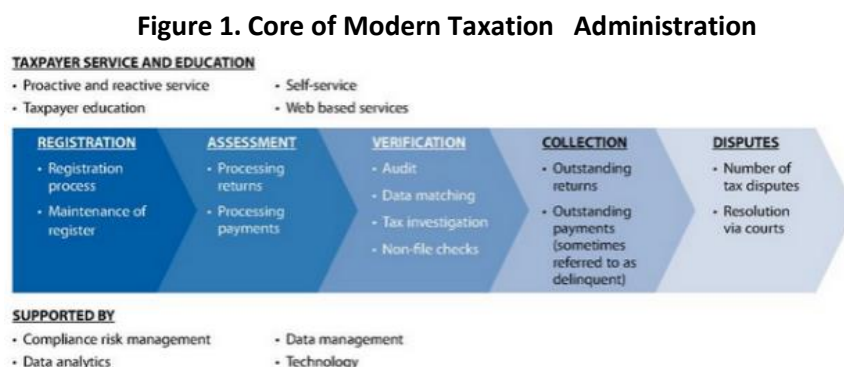 Figure 1. Core of Modern Taxation Administration
TAXPAYER SERVICE AND EDUCATION
• Proactive and reactive service
• Taxpayer education
• Self-service
• Web based services
REGISTRATION
• Registration
process
• Maintenance of
register
ASSESSMENT
• Processing
returns
• Processing
payments
VERIFICATION
• Audit
• Data matching
• Tax investigation
• Non-file checks
COLLECTION
• Outstanding
returns
• Outstanding
payments
(sometimes
referred to as
delinquent)
DISPUTES
• Number of
tax disputes
• Resolution
via courts
SUPPORTED BY
• Compliance risk management
• Data analytics
• Data management
• Technology